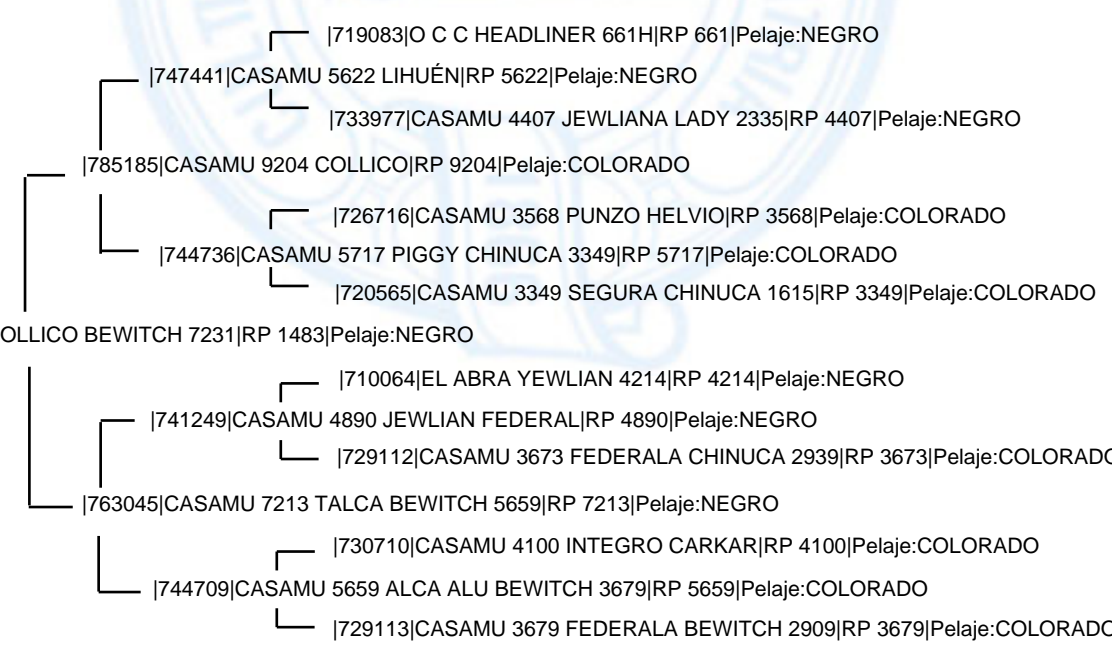 |719083|O C C HEADLINER 661H|RP 661|Pelaje:NEGRO
|747441|CASAMU 5622 LIHUÉN|RP 5622|Pelaje:NEGRO
|733977|CASAMU 4407 JEWLIANA LADY 2335|RP 4407|Pelaje:NEGRO
|785185|CASAMU 9204 COLLICO|RP 9204|Pelaje:COLORADO
|726716|CASAMU 3568 PUNZO HELVIO|RP 3568|Pelaje:COLORADO
|744736|CASAMU 5717 PIGGY CHINUCA 3349|RP 5717|Pelaje:COLORADO
|720565|CASAMU 3349 SEGURA CHINUCA 1615|RP 3349|Pelaje:COLORADO
OLLICO BEWITCH 7231|RP 1483|Pelaje:NEGRO
|710064|EL ABRA YEWLIAN 4214|RP 4214|Pelaje:NEGRO
|741249|CASAMU 4890 JEWLIAN FEDERAL|RP 4890|Pelaje:NEGRO
|729112|CASAMU 3673 FEDERALA CHINUCA 2939|RP 3673|Pelaje:COLORADO
|763045|CASAMU 7213 TALCA BEWITCH 5659|RP 7213|Pelaje:NEGRO
|730710|CASAMU 4100 INTEGRO CARKAR|RP 4100|Pelaje:COLORADO
|744709|CASAMU 5659 ALCA ALU BEWITCH 3679|RP 5659|Pelaje:COLORADO
|729113|CASAMU 3679 FEDERALA BEWITCH 2909|RP 3679|Pelaje:COLORADO